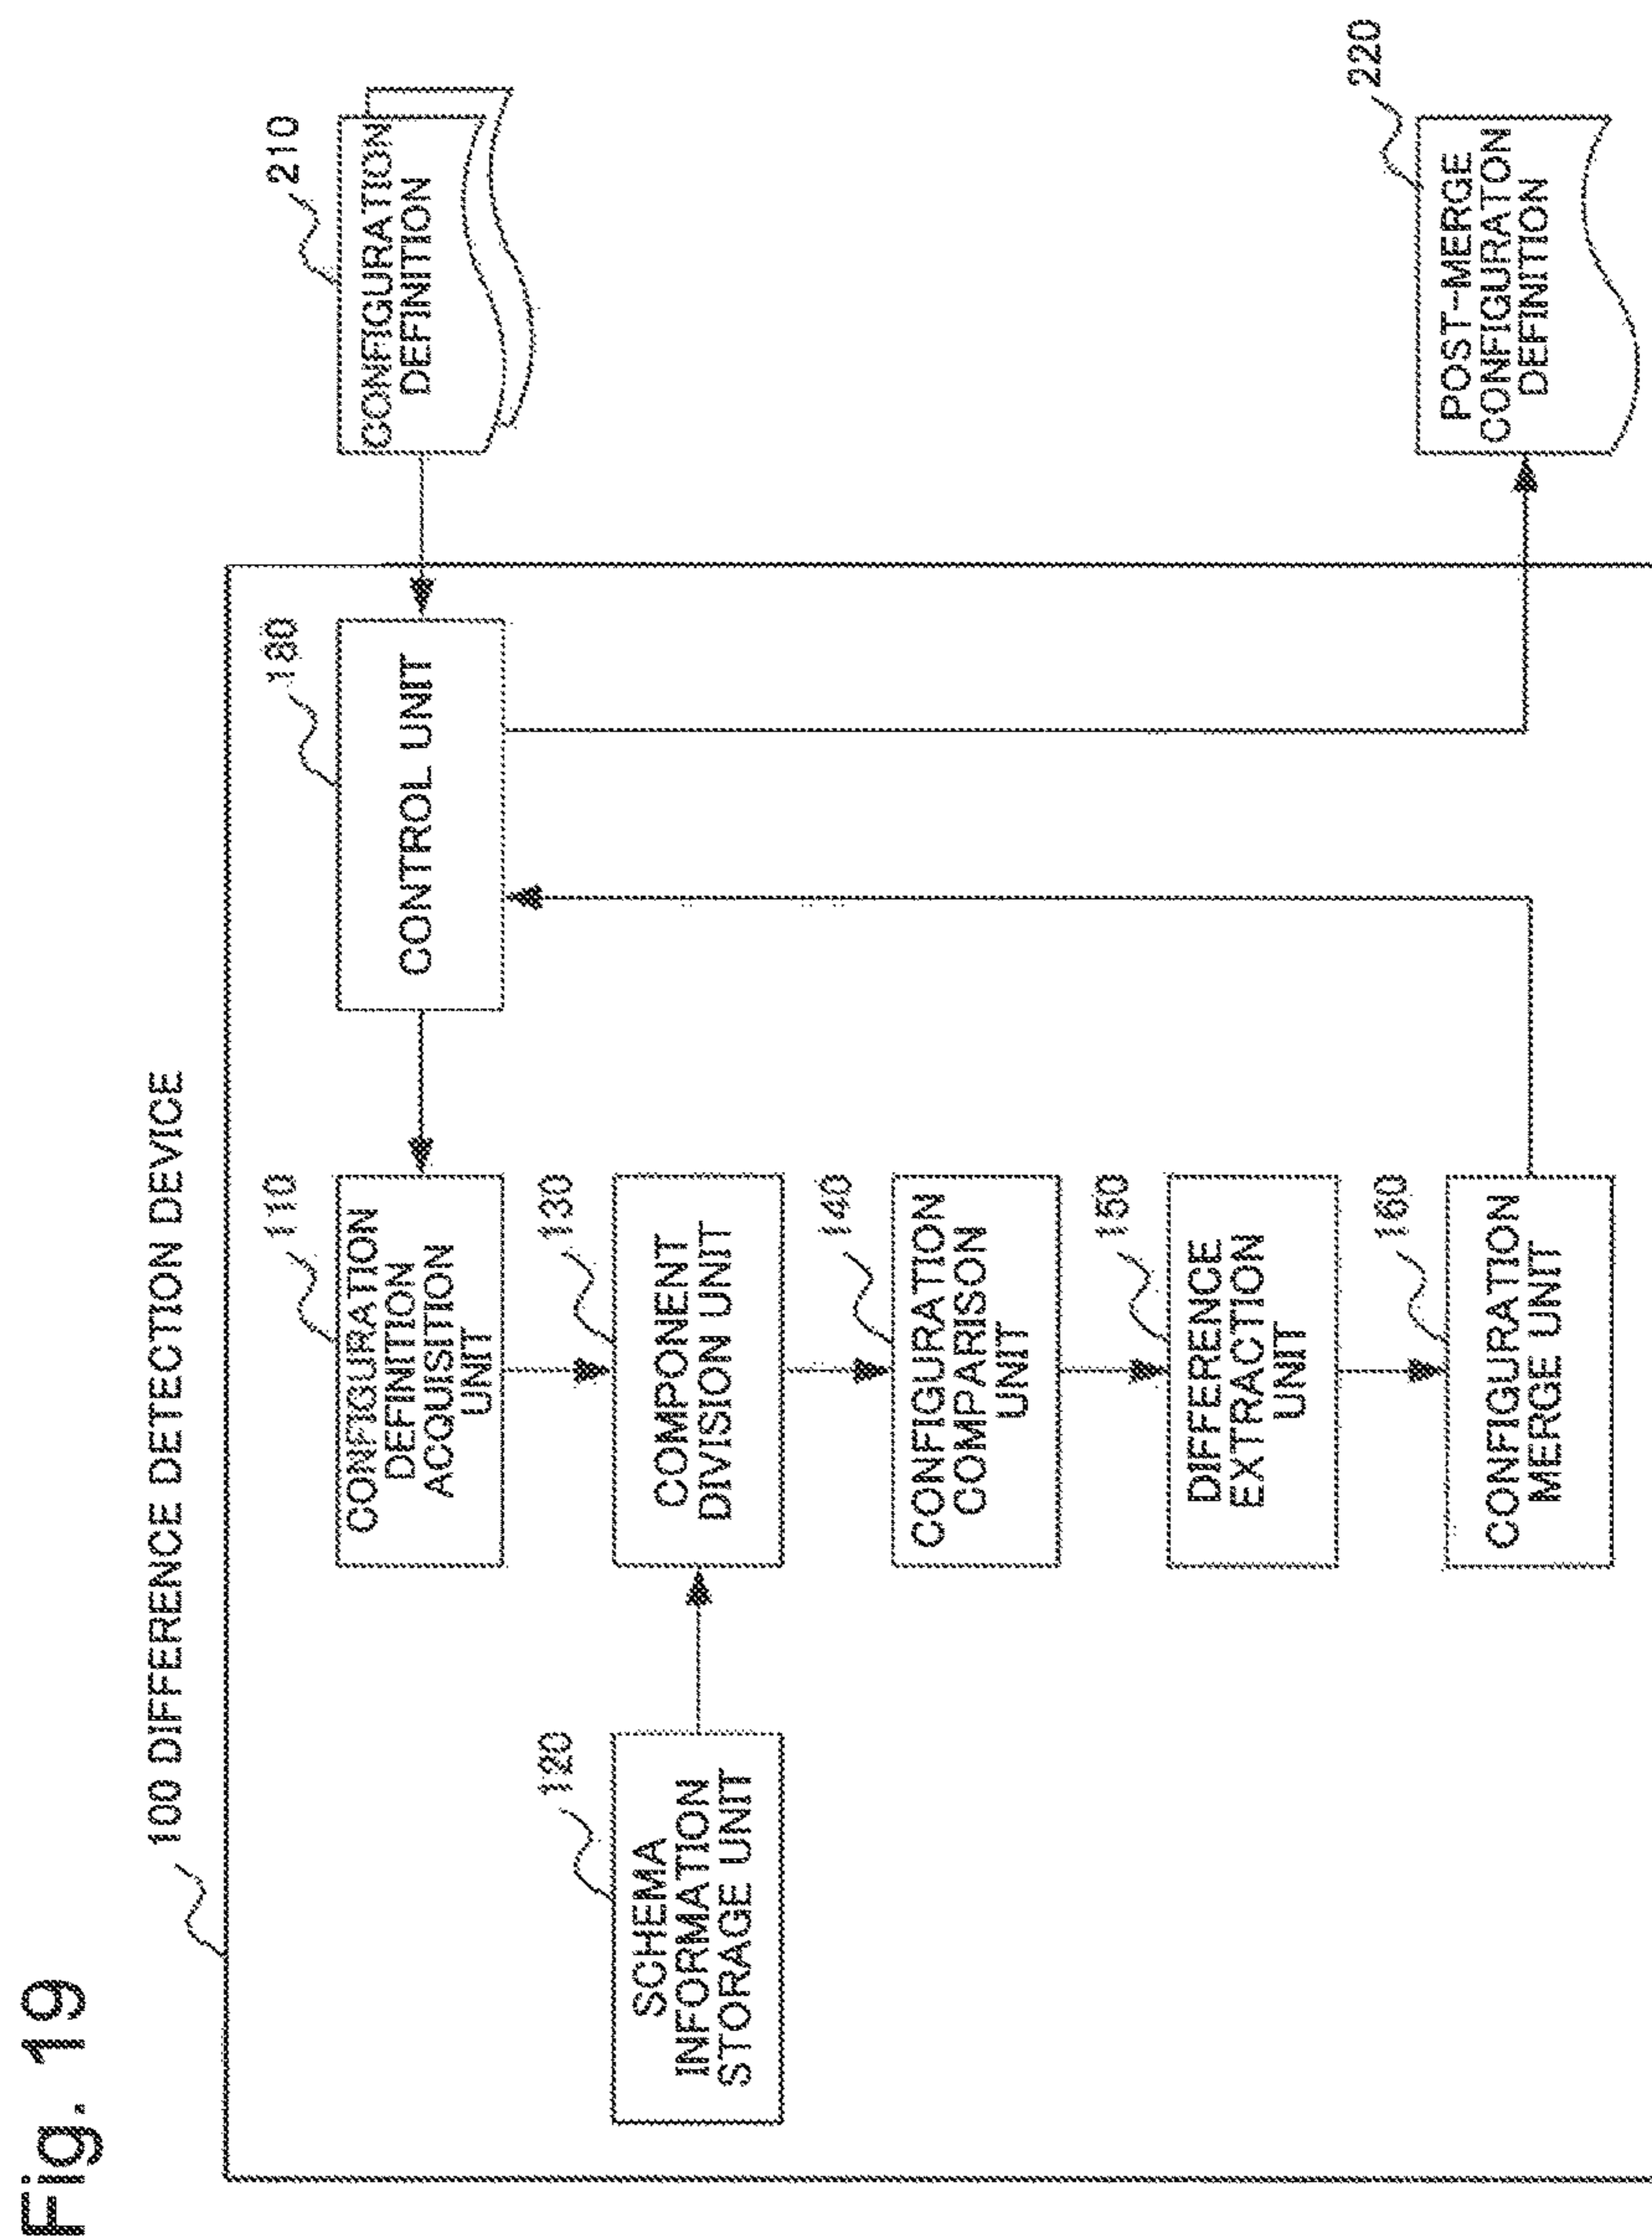 Fig. 19
100 DIFFERENCE DETECTION DEVICE
110
CONFIGURATION
DEFINITION
ACQUISITION
UNIT
180
CONTROL UNIT
210
CONFIGURATION
DEFINITION
120
SCHEMA
INFORMATION
STORAGE UNIT
130
COMPONENT
DIVISION UNIT
140
CONFIGURATION
COMPARISON
UNIT
150
DIFFERENCE
EXTRACTION
UNIT
160
CONFIGURATION
MERGE UNIT
220
POST-MERGE
CONFIGURATON
DEFINITION